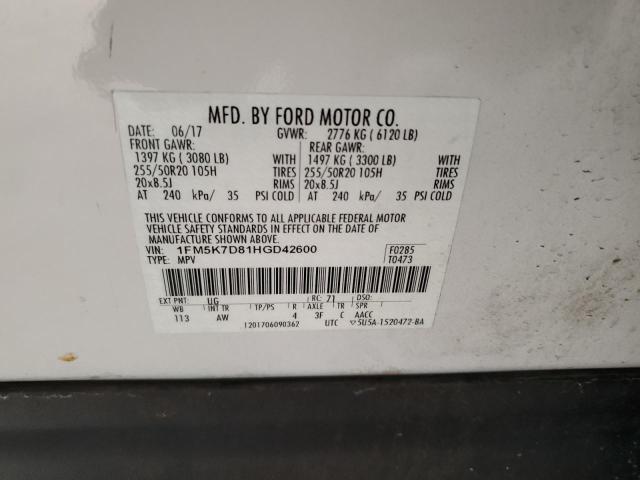 MFD. BY FORD MOTOR CO.
DATE: 06/17 GVWR: 2776 KG ( 6120 LB)
FRONT GAWR: REAR GAWR:
1397 KG ( 3080 LB) WITH 1497 KG ( 3300 LB) WITH
255/50R20 105H TIRES 255/50R20 105H TIRES
20x8.5J RIMS 20x8.5J RIMS
AT 240 kPa/ 35 PSI COLD AT 240 kPa/ 35 PSI COLD
THIS VEHICLE CONFORMS TO ALL APPLICABLE FEDERAL MOTOR
VEHICLE SAFETY STANDARDS IN EFFECT ON THE DATE OF MANUFACTURE SHOWN ABOVE.
VIN: 1FM5K7D81HGD42600 F0285
TYPE: MPV T0473
EXT PNT: UG RC: 71 DSO:
WB INT TR TP/PS R AXLE TR SPR
113 AW 4 3F C AACC
1201706090362 UTC ▽5U5A-1520472-BA